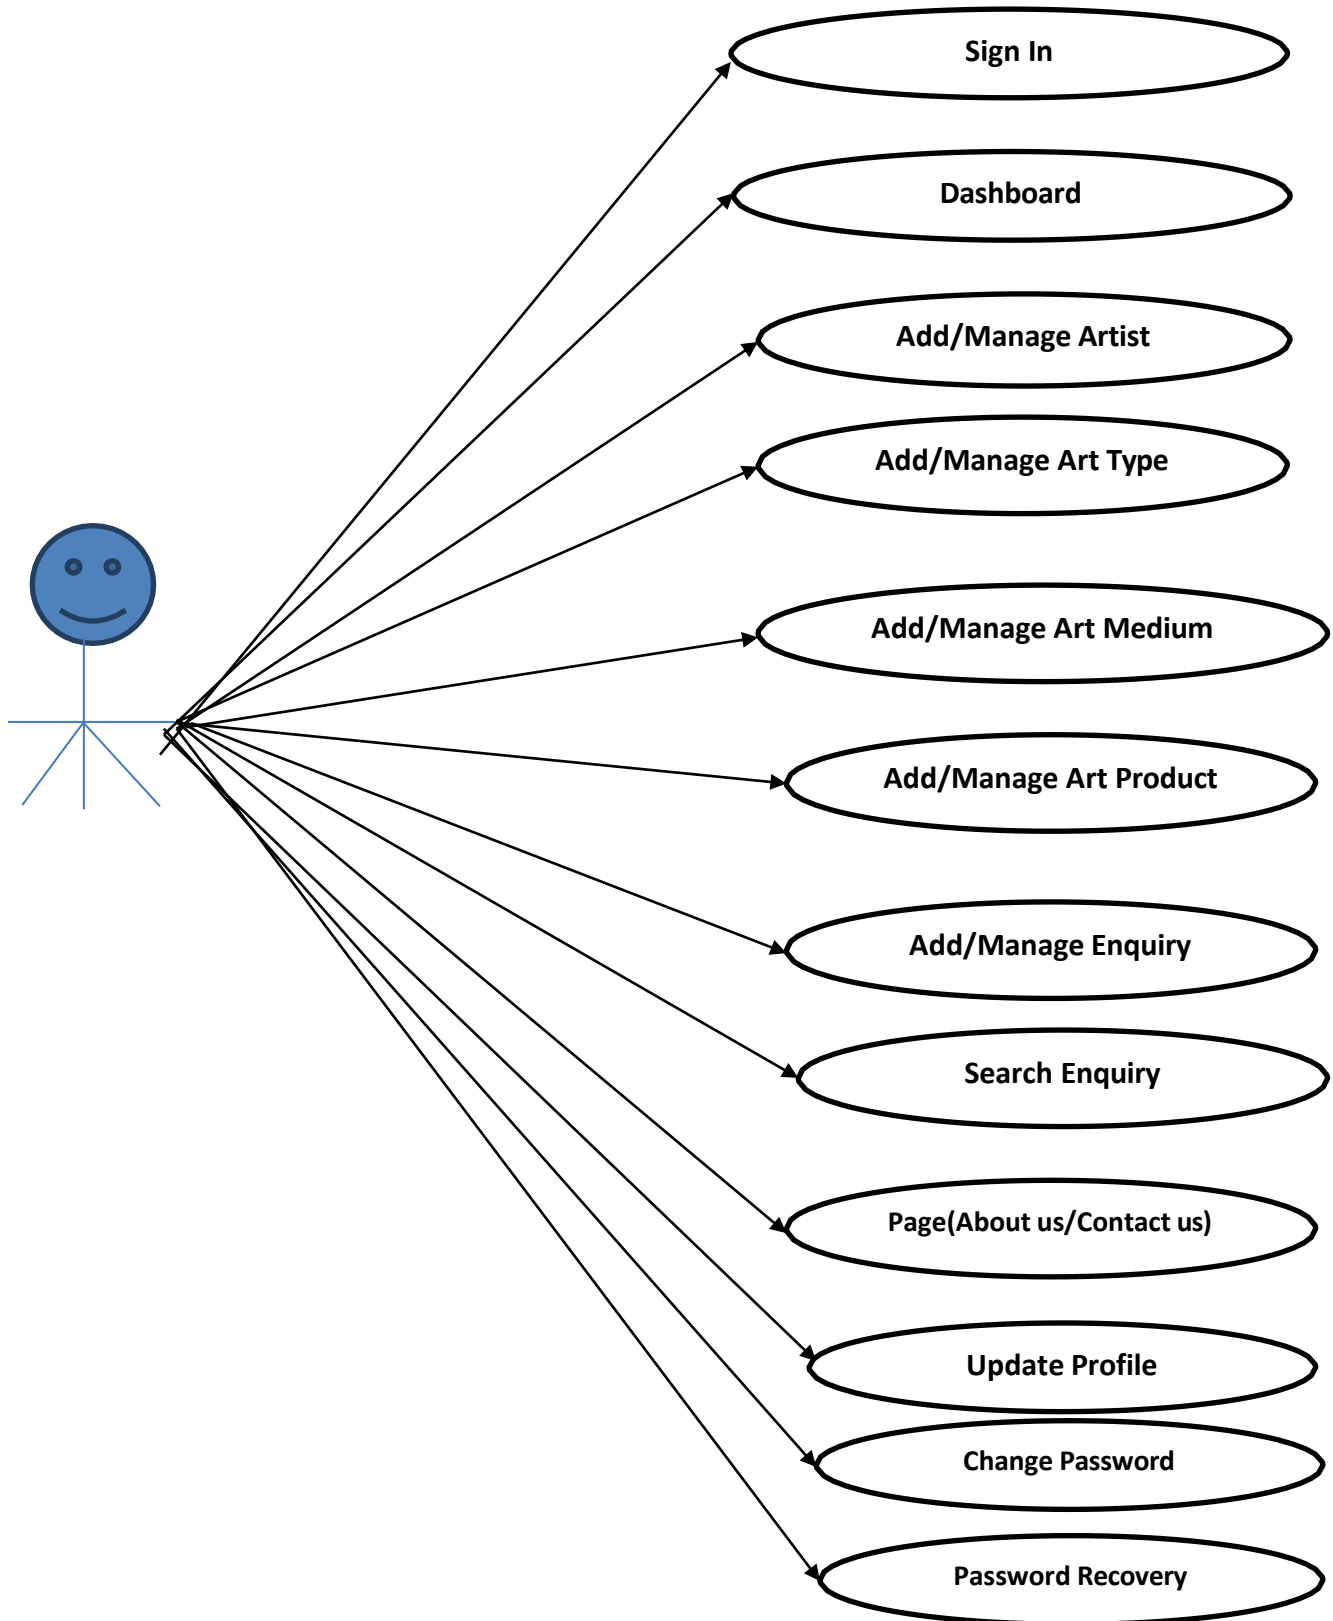 Sign In
Dashboard
Add/Manage Artist
Add/Manage Art Type
Add/Manage Art Medium
Add/Manage Art Product
Add/Manage Enquiry
Search Enquiry
Page(About us/Contact us)
Update Profile
Change Password
Password Recovery